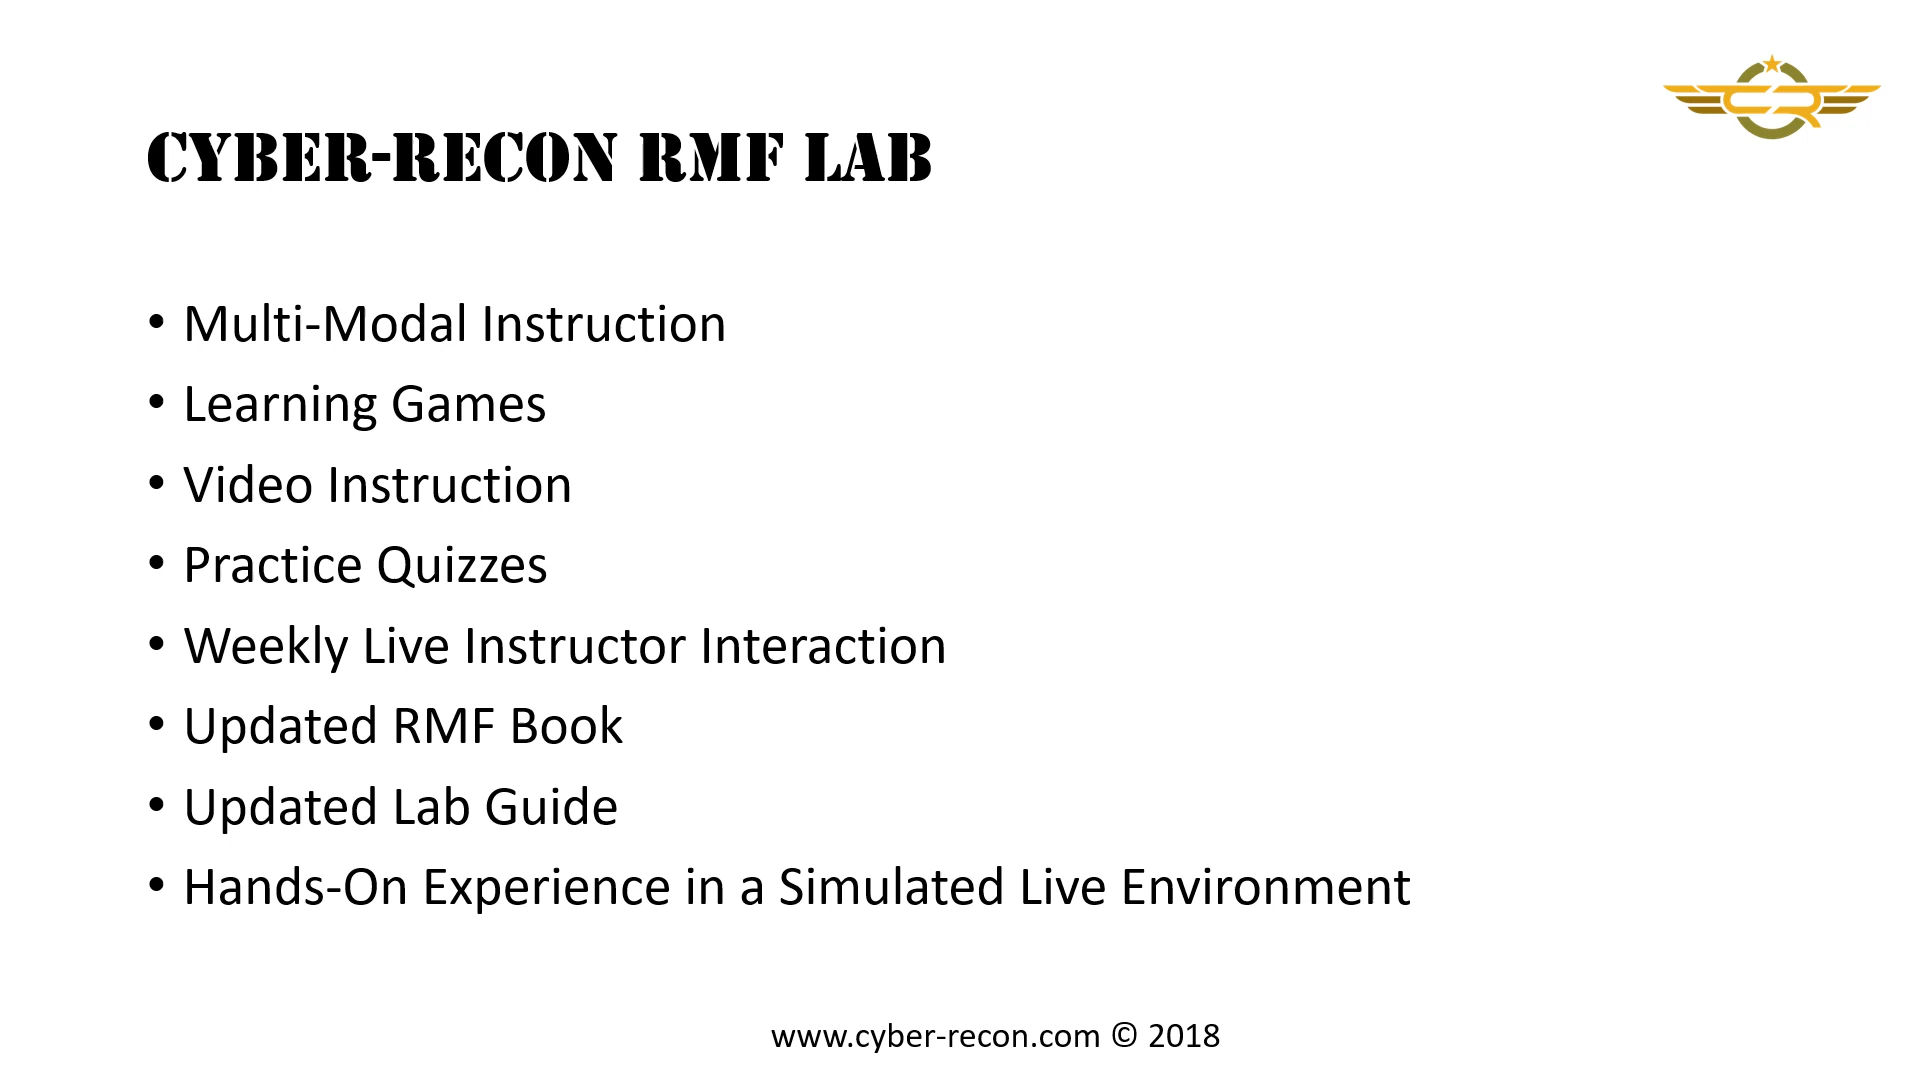 CYBER-RECON RMF LAB
CR
• Multi-Modal Instruction
• Learning Games
• Video Instruction
• Practice Quizzes
• Weekly Live Instructor Interaction
• Updated RMF Book
• Updated Lab Guide
• Hands-On Experience in a Simulated Live Environment
www.cyber-recon.com © 2018